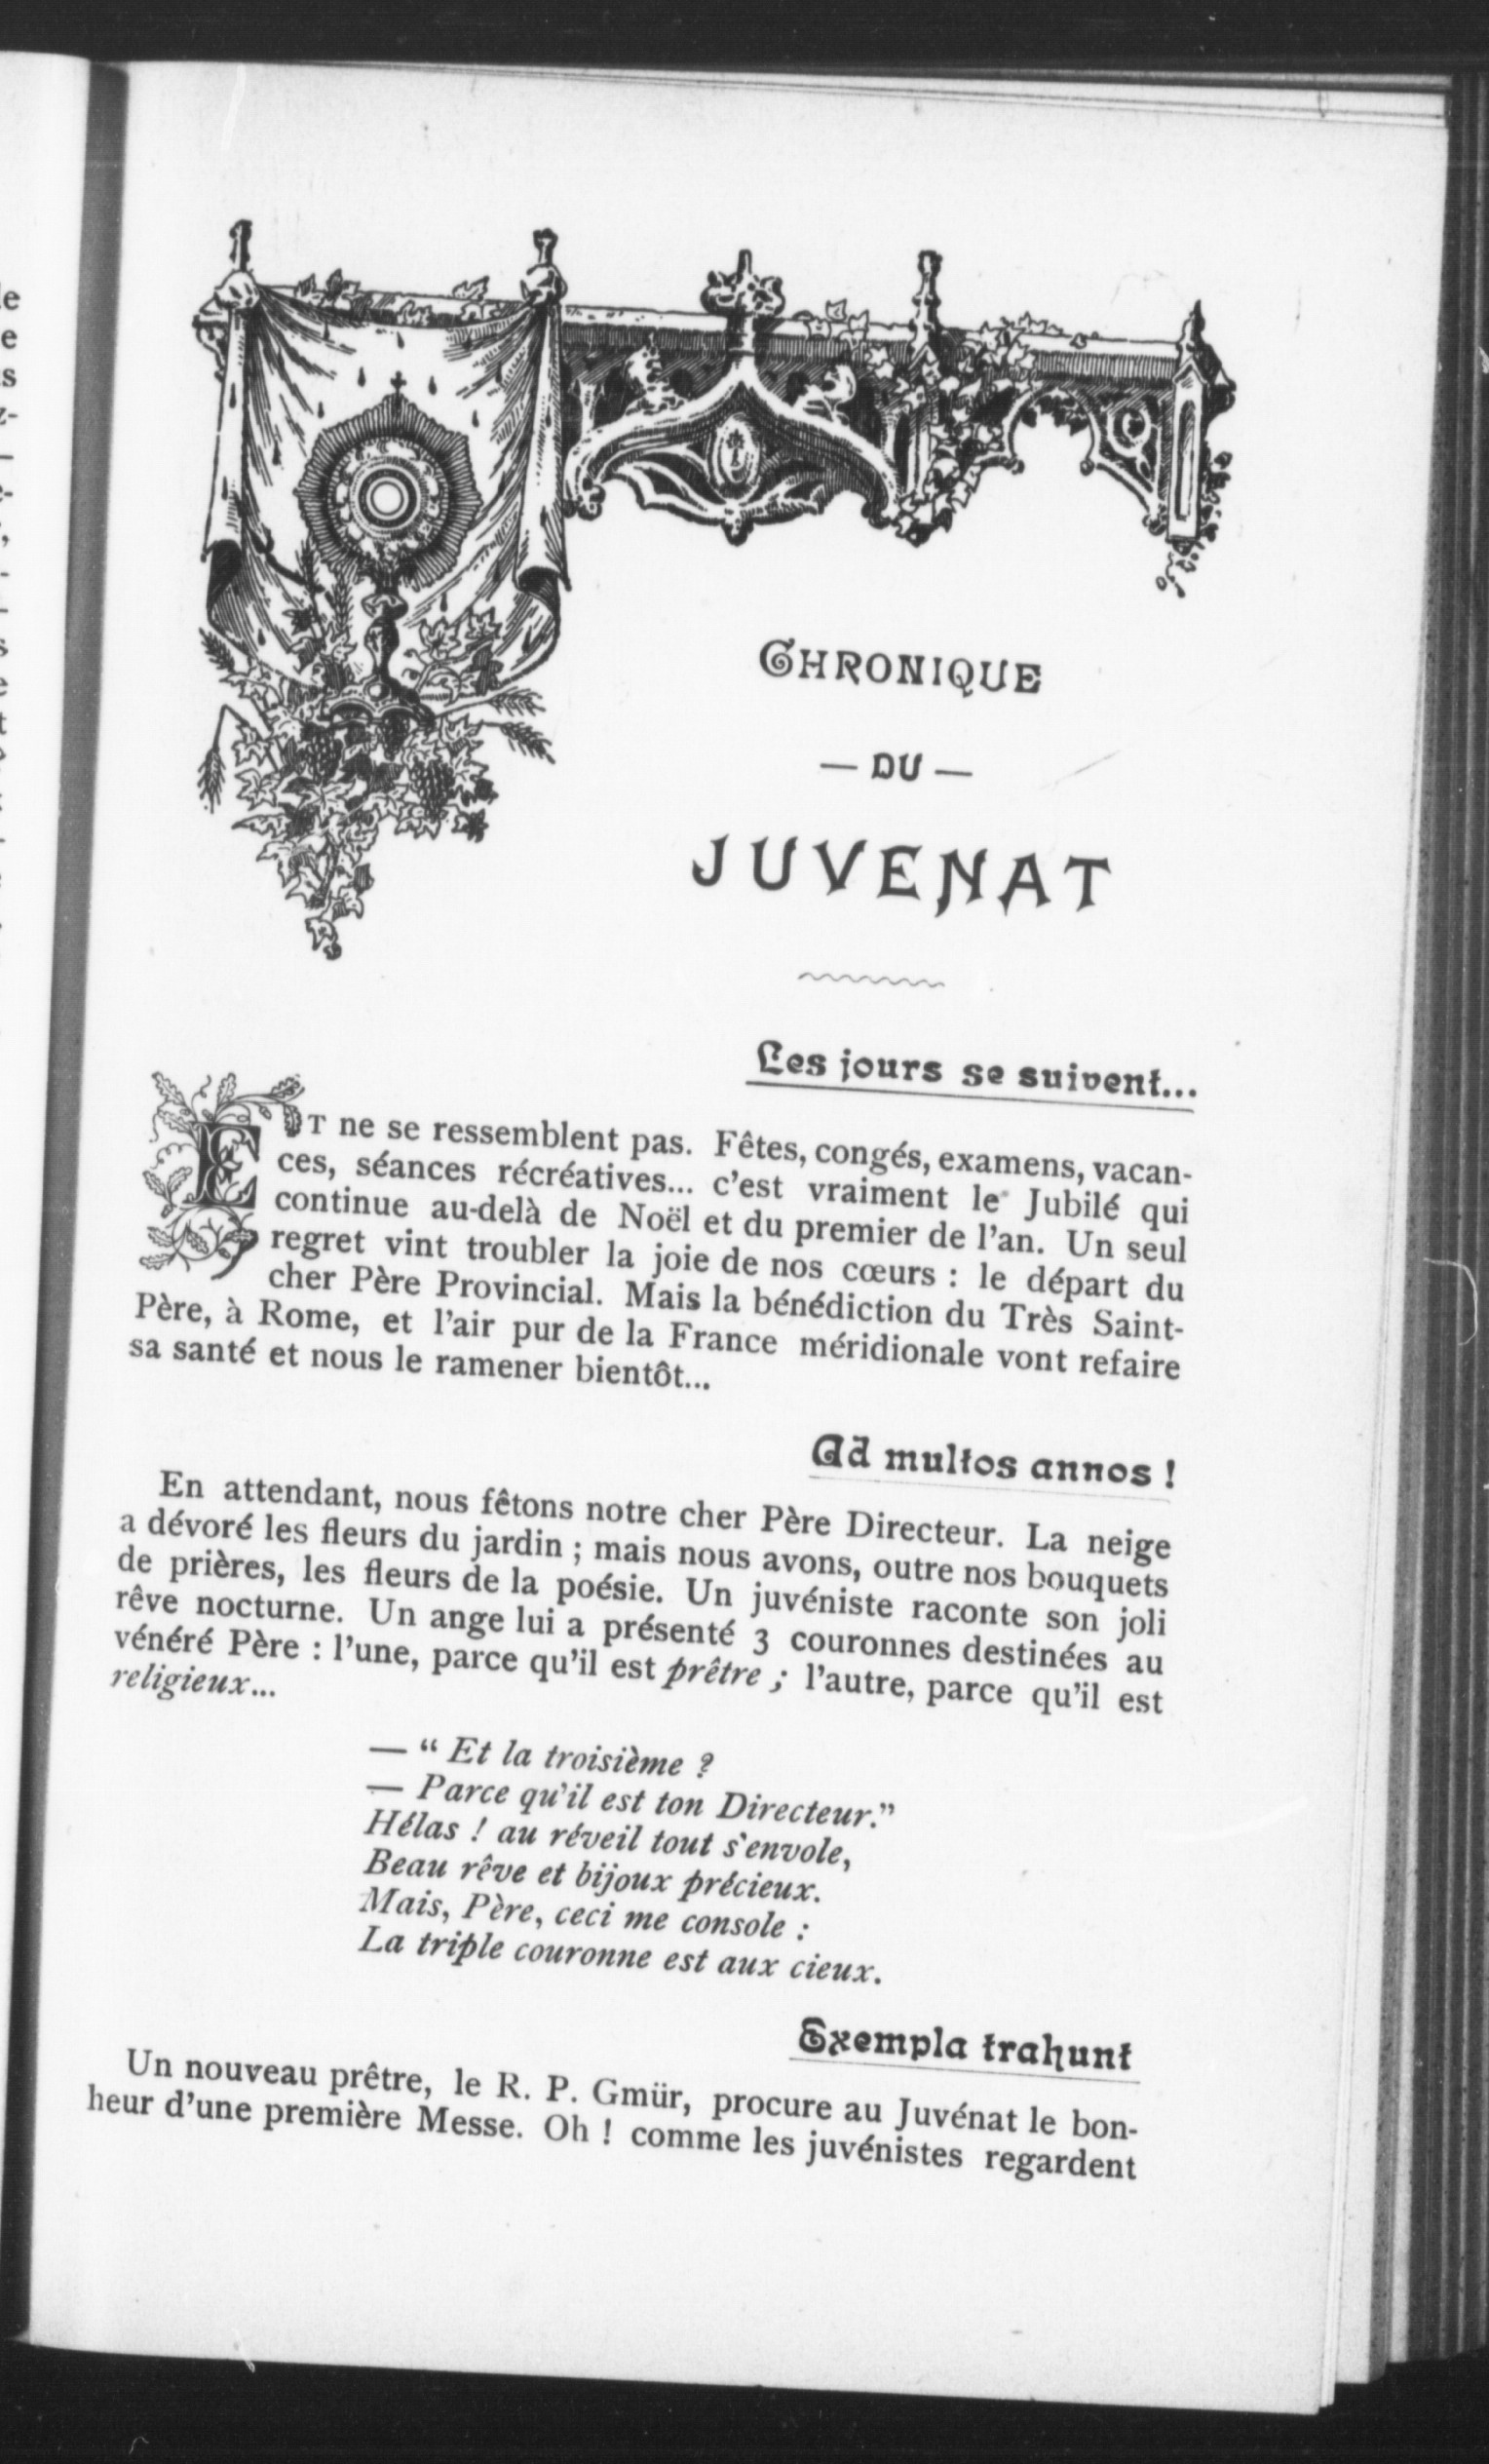 CHRONIQUE
— DU —
JUVENAT
Les jours se suivent...
ET ne se ressemblent pas. Fêtes, congés, examens, vacan-
ces, séances récréatives... c'est vraiment le Jubilé qui
continue au-delà de Noël et du premier de l'an. Un seul
regret vint troubler la joie de nos cœurs : le départ du
cher Père Provincial. Mais la bénédiction du Très Saint-
Père, à Rome, et l'air pur de la France méridionale vont refaire
sa santé et nous le ramener bientôt...
Ad multos annos !
En attendant, nous fêtons notre cher Père Directeur. La neige
a dévoré les fleurs du jardin ; mais nous avons, outre nos bouquets
de prières, les fleurs de la poésie. Un juvéniste raconte son joli
rêve nocturne. Un ange lui a présenté 3 couronnes destinées au
vénéré Père : l'une, parce qu'il est prêtre ; l'autre, parce qu'il est
religieux...
— “ Et la troisième ?
— Parce qu'il est ton Directeur.”
Hélas ! au réveil tout s'envole,
Beau rêve et bijoux précieux.
Mais, Père, ceci me console :
La triple couronne est aux cieux.
Exempla trahunt
Un nouveau prêtre, le R. P. Gmür, procure au Juvénat le bon-
heur d'une première Messe. Oh ! comme les juvénistes regardent